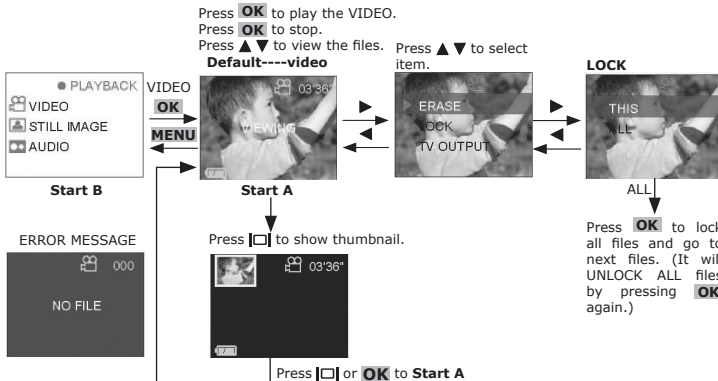 Press OK to play the VIDEO.
Press OK to stop.
Press ▲ ▼ to view the files.
Default----video
Press ▲ ▼ to select
item.
LOCK
● PLAYBACK
VIDEO
STILL IMAGE
AUDIO
Start B
VIDEO
OK
MENU
03'36"
VIEWING
Start A
ERASE
LOCK
TV OUTPUT
THIS
ALL
ALL
Press OK to lock
all files and go to
next files. (It will
UNLOCK ALL files
by pressing OK
again.)
ERROR MESSAGE
000
NO FILE
Press to show thumbnail.
03'36"
Press or OK to Start A